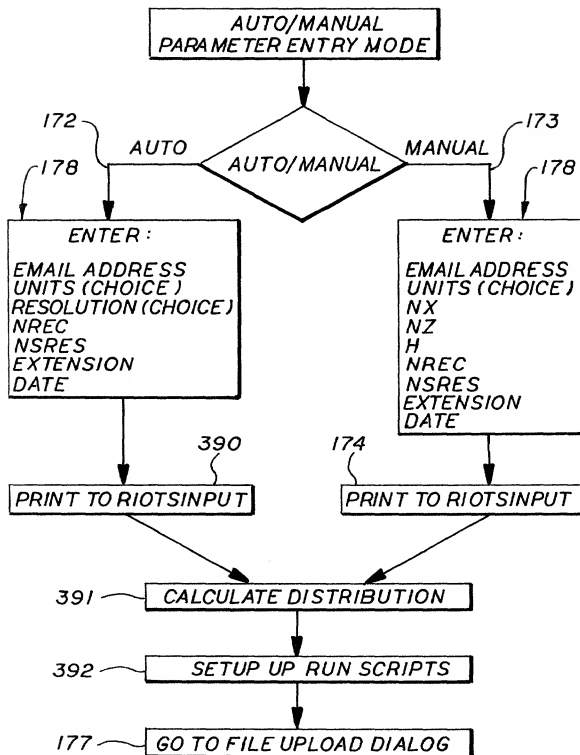 AUTO/MANUAL
PARAMETER ENTRY MODE
172
AUTO
AUTO/MANUAL
MANUAL
173
178
ENTER:
EMAIL ADDRESS
UNITS (CHOICE)
RESOLUTION (CHOICE)
NREC
NSRES
EXTENSION
DATE
178
ENTER:
EMAIL ADDRESS
UNITS (CHOICE)
NX
NZ
H
NREC
NSRES
EXTENSION
DATE
390
PRINT TO RIOTSINPUT
174
PRINT TO RIOTSINPUT
391
CALCULATE DISTRIBUTION
392
SETUP UP RUN SCRIPTS
177
GO TO FILE UPLOAD DIALOG